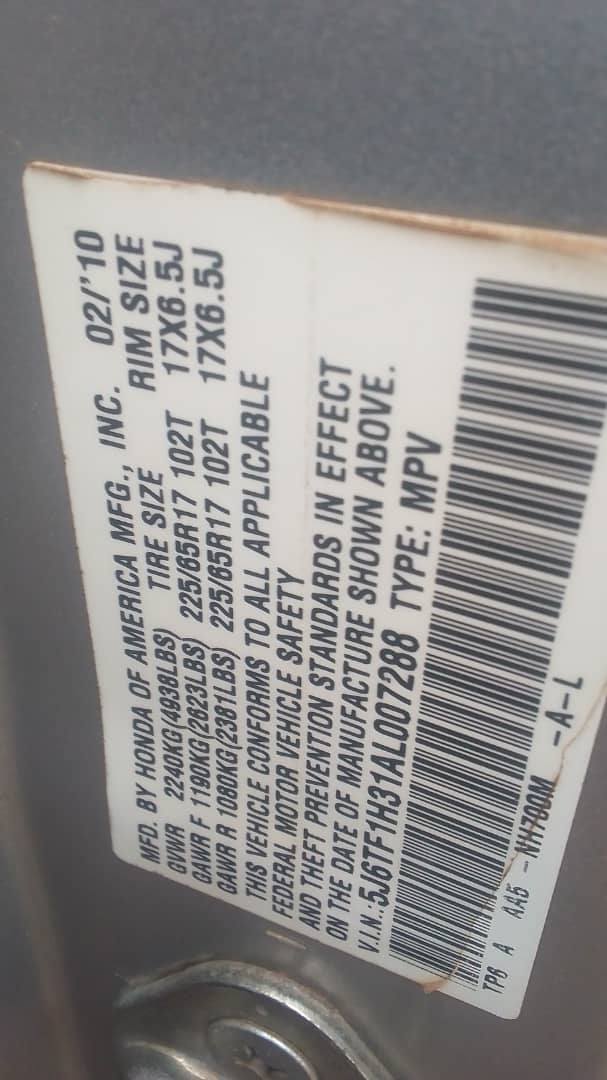 MFD. BY HONDA OF AMERICA MFG., INC. 02/'10
GVWR 2240KG(4938LBS) TIRE SIZE RIM SIZE
GAWR F 1190KG(2623LBS) 225/65R17 102T 17X6.5J
GAWR R 1080KG(2381LBS) 225/65R17 102T 17X6.5J
THIS VEHICLE CONFORMS TO ALL APPLICABLE
FEDERAL MOTOR VEHICLE SAFETY
AND THEFT PREVENTION STANDARDS IN EFFECT
ON THE DATE OF MANUFACTURE SHOWN ABOVE.
V.I.N.:5J6TF1H31AL007288 TYPE: MPV
TP6 A AA5 -NH700M -A-L